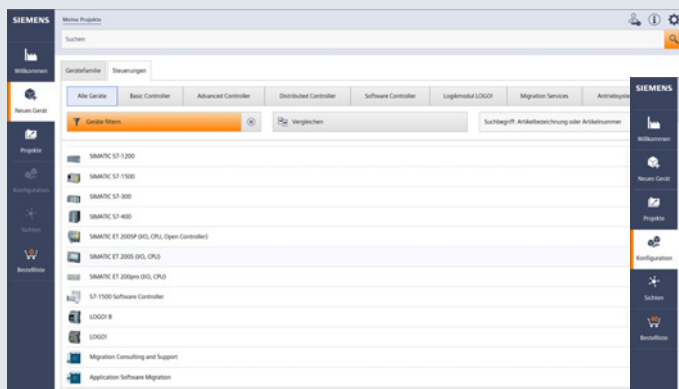 SIEMENS
Meine Projekte
Suchen
Willkommen
Neues Gerät
Projekte
Konfiguration
Sichten
Bestellliste
Gerätefamilie Steuerungen
Alle Geräte Basic Controller Advanced Controller Distributed Controller Software Controller Logikmodul LOGO! Migration Services Antriebsyste
Geräte filtern Vergleichen Suchbegriff: Artikelbezeichnung oder Artikelnummer
SIMATIC S7-1200
SIMATIC S7-1500
SIMATIC S7-300
SIMATIC S7-400
SIMATIC ET 200SP (I/O, CPU, Open Controller)
SIMATIC ET 200S (I/O, CPU)
SIMATIC ET 200pro (I/O, CPU)
S7-1500 Software Controller
LOGO! 8
LOGO!
Migration Consulting and Support
Application Software Migration
SIEMENS
Willkommen
Neues Gerät
Projekte
Konfiguration
Sichten
Bestellliste